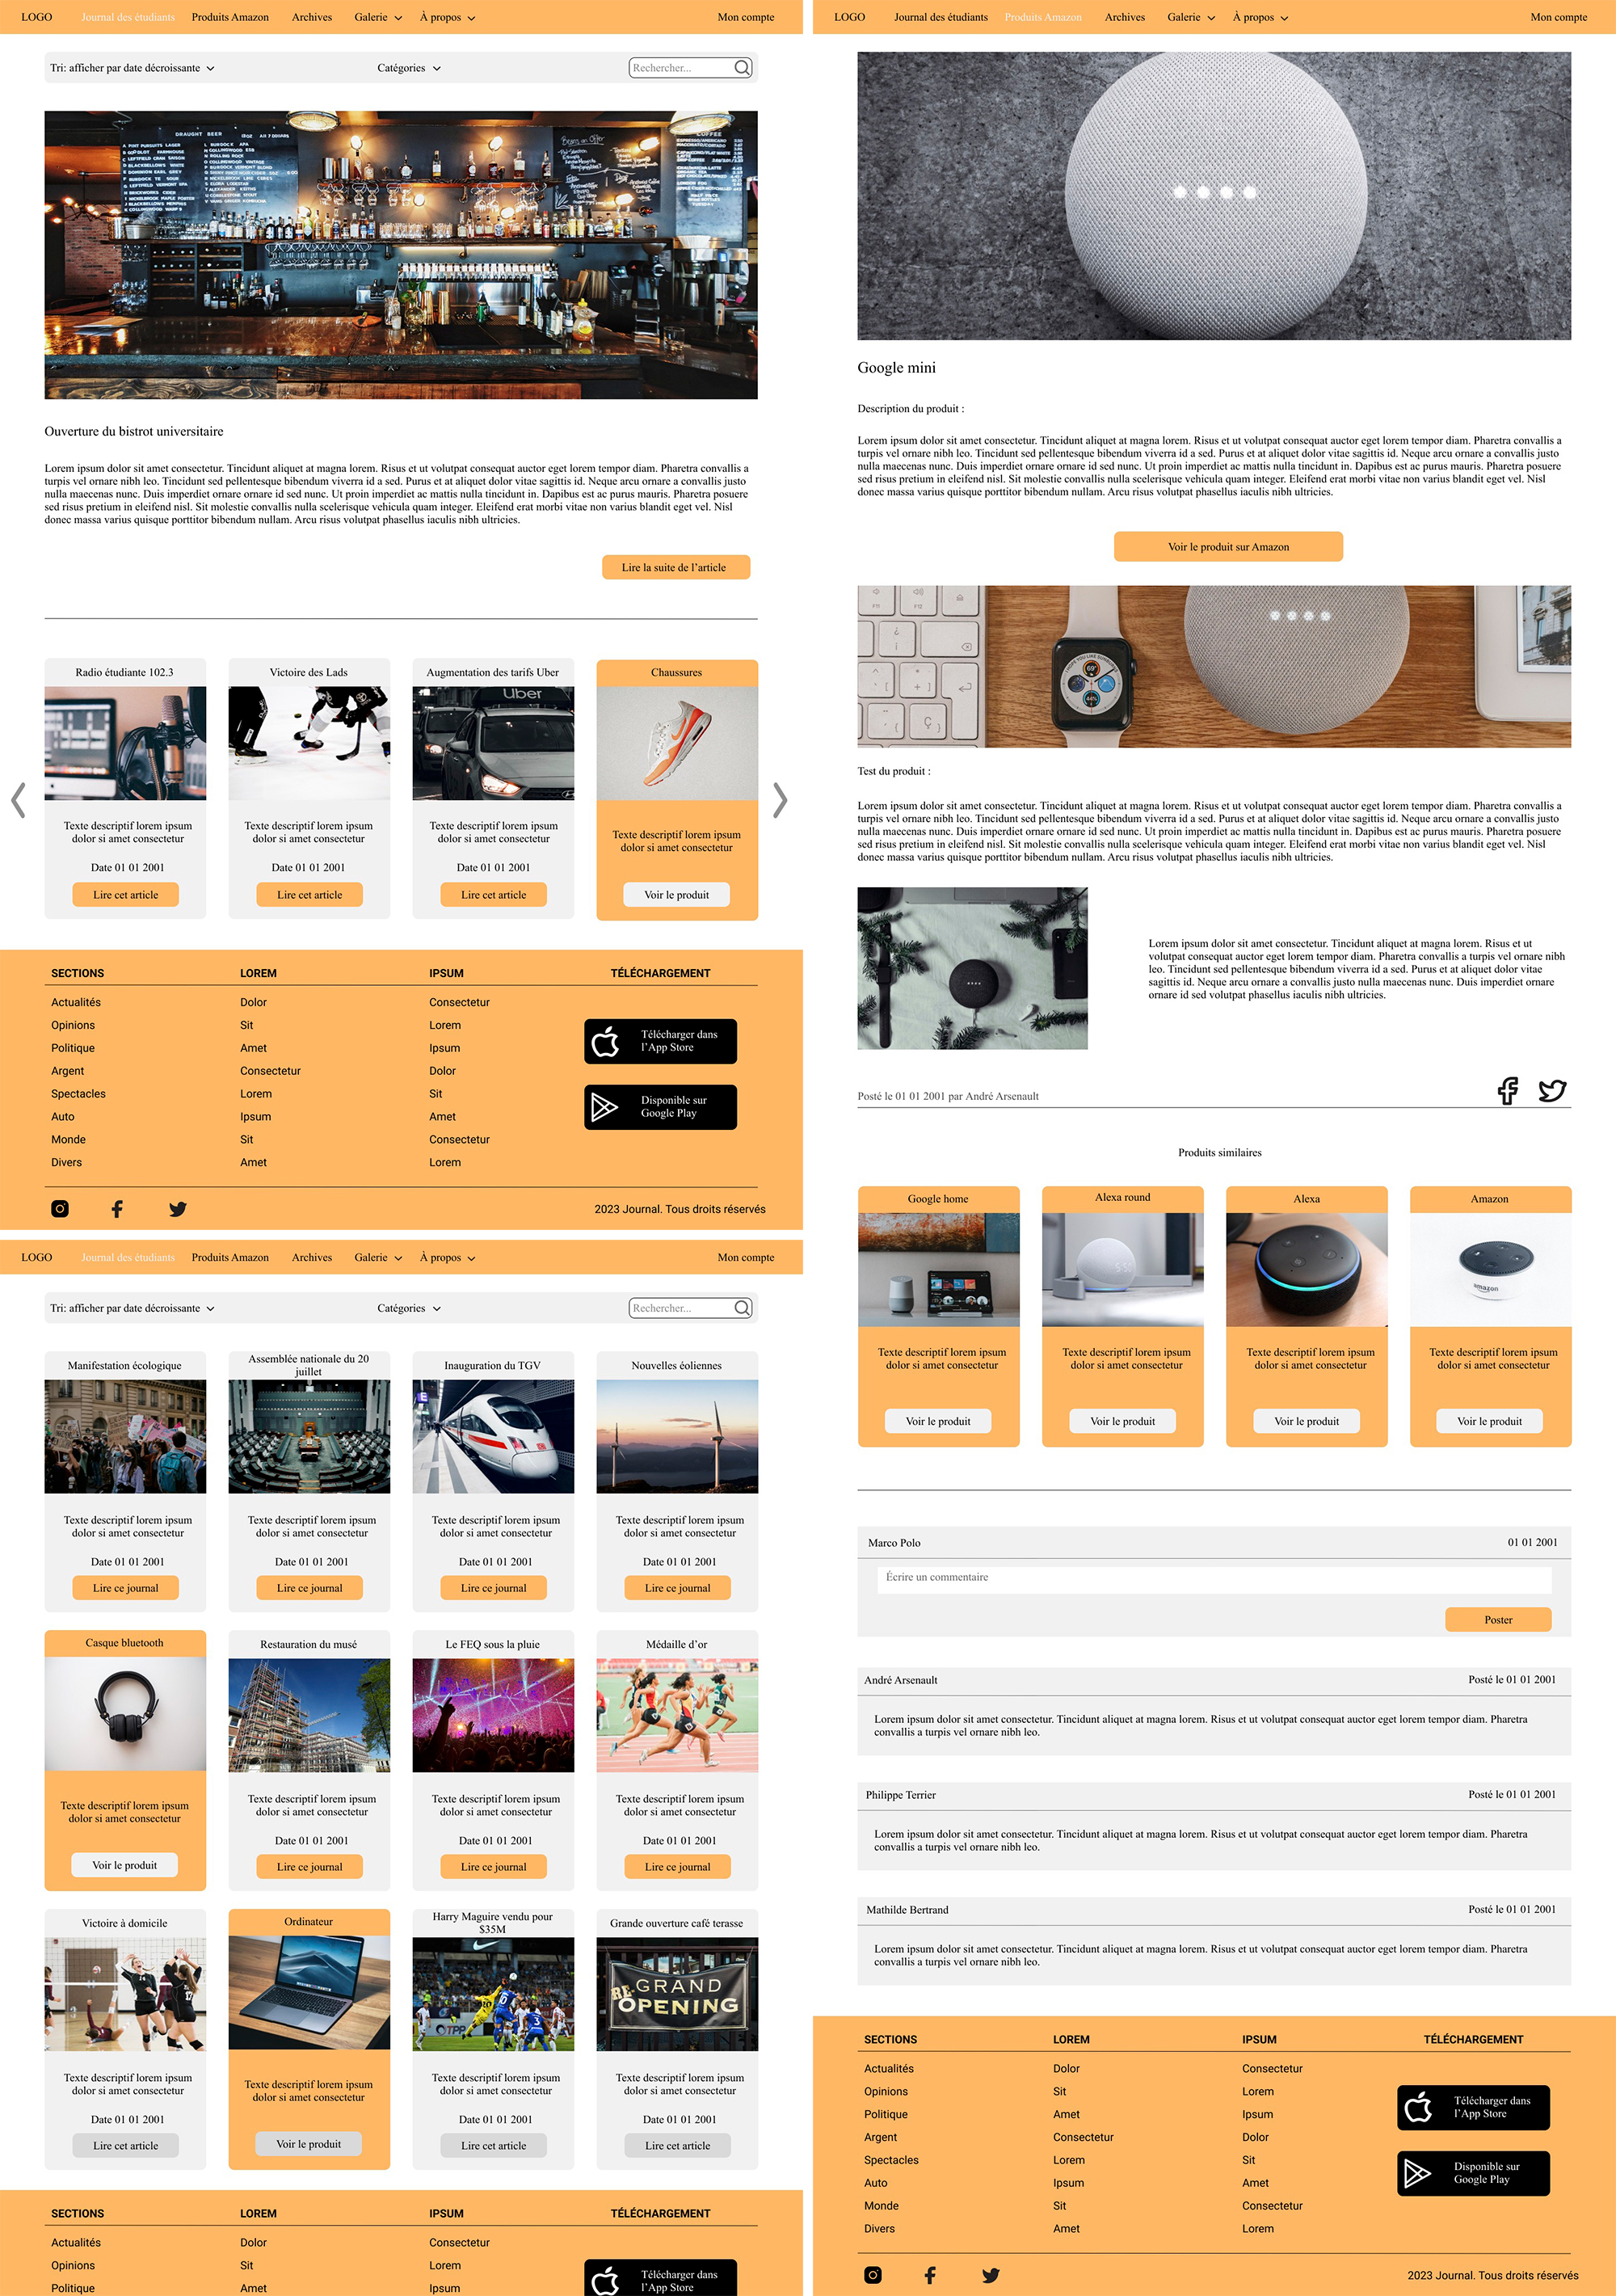 LOGO Journal des étudiants Produits Amazon Archives Galerie À propos Mon compte
Tri: afficher par date décroissante Catégories Rechercher...
DRAUGHT BEER
COFFEE
Ouverture du bistrot universitaire
Lorem ipsum dolor sit amet consectetur. Tincidunt aliquet at magna lorem. Risus et ut volutpat consequat auctor eget lorem tempor diam. Pharetra convallis a
turpis vel ornare nibh leo. Tincidunt sed pellentesque bibendum viverra id a sed. Purus et at aliquet dolor vitae sagittis id. Neque arcu ornare a convallis justo
nulla maecenas nunc. Duis imperdiet ornare ornare id sed nunc. Ut proin imperdiet ac mattis nulla tincidunt in. Dapibus est ac purus mauris. Pharetra posuere
sed risus pretium in eleifend nisl. Sit molestie convallis nulla scelerisque vehicula quam integer. Eleifend erat morbi vitae non varius blandit eget vel. Nisl
donec massa varius quisque porttitor bibendum nullam. Arcu risus volutpat phasellus iaculis nibh ultricies.
Lire la suite de l’article
Radio étudiante 102.3
Texte descriptif lorem ipsum
dolor si amet consectetur
Date 01 01 2001
Lire cet article
Victoire des Lads
Texte descriptif lorem ipsum
dolor si amet consectetur
Date 01 01 2001
Lire cet article
Augmentation des tarifs Uber
Uber
Texte descriptif lorem ipsum
dolor si amet consectetur
Date 01 01 2001
Lire cet article
Chaussures
Texte descriptif lorem ipsum
dolor si amet consectetur
Voir le produit
SECTIONS LOREM IPSUM TÉLÉCHARGEMENT
Actualités Dolor Consectetur
Opinions Sit Lorem
Politique Amet Ipsum
Argent Consectetur Dolor
Spectacles Lorem Sit
Auto Ipsum Amet
Monde Sit Consectetur
Divers Amet Lorem
Télécharger dans
l’App Store
Disponible sur
Google Play
2023 Journal. Tous droits réservés
LOGO Journal des étudiants Produits Amazon Archives Galerie À propos Mon compte
Tri: afficher par date décroissante Catégories Rechercher...
Manifestation écologique
Texte descriptif lorem ipsum
dolor si amet consectetur
Date 01 01 2001
Lire ce journal
Assemblée nationale du 20
juillet
Texte descriptif lorem ipsum
dolor si amet consectetur
Date 01 01 2001
Lire ce journal
Inauguration du TGV
Texte descriptif lorem ipsum
dolor si amet consectetur
Date 01 01 2001
Lire ce journal
Nouvelles éoliennes
Texte descriptif lorem ipsum
dolor si amet consectetur
Date 01 01 2001
Lire ce journal
Casque bluetooth
Texte descriptif lorem ipsum
dolor si amet consectetur
Voir le produit
Restauration du musé
Texte descriptif lorem ipsum
dolor si amet consectetur
Date 01 01 2001
Lire ce journal
Le FEQ sous la pluie
Texte descriptif lorem ipsum
dolor si amet consectetur
Date 01 01 2001
Lire ce journal
Médaille d’or
Texte descriptif lorem ipsum
dolor si amet consectetur
Date 01 01 2001
Lire ce journal
Victoire à domicile
Texte descriptif lorem ipsum
dolor si amet consectetur
Date 01 01 2001
Lire cet article
Ordinateur
Texte descriptif lorem ipsum
dolor si amet consectetur
Voir le produit
Harry Maguire vendu pour
$35M
Texte descriptif lorem ipsum
dolor si amet consectetur
Date 01 01 2001
Lire cet article
Grande ouverture café terasse
RE-GRAND
OPENING
Texte descriptif lorem ipsum
dolor si amet consectetur
Date 01 01 2001
Lire cet article
SECTIONS LOREM IPSUM TÉLÉCHARGEMENT
Actualités Dolor Consectetur
Opinions Sit Lorem
Politique Amet Ipsum
Télécharger dans
l’App Store
LOGO Journal des étudiants Produits Amazon Archives Galerie À propos Mon compte
Google mini
Description du produit :
Lorem ipsum dolor sit amet consectetur. Tincidunt aliquet at magna lorem. Risus et ut volutpat consequat auctor eget lorem tempor diam. Pharetra convallis a
turpis vel ornare nibh leo. Tincidunt sed pellentesque bibendum viverra id a sed. Purus et at aliquet dolor vitae sagittis id. Neque arcu ornare a convallis justo
nulla maecenas nunc. Duis imperdiet ornare ornare id sed nunc. Ut proin imperdiet ac mattis nulla tincidunt in. Dapibus est ac purus mauris. Pharetra posuere
sed risus pretium in eleifend nisl. Sit molestie convallis nulla scelerisque vehicula quam integer. Eleifend erat morbi vitae non varius blandit eget vel. Nisl
donec massa varius quisque porttitor bibendum nullam. Arcu risus volutpat phasellus iaculis nibh ultricies.
Voir le produit sur Amazon
Test du produit :
Lorem ipsum dolor sit amet consectetur. Tincidunt aliquet at magna lorem. Risus et ut volutpat consequat auctor eget lorem tempor diam. Pharetra convallis a
turpis vel ornare nibh leo. Tincidunt sed pellentesque bibendum viverra id a sed. Purus et at aliquet dolor vitae sagittis id. Neque arcu ornare a convallis justo
nulla maecenas nunc. Duis imperdiet ornare ornare id sed nunc. Ut proin imperdiet ac mattis nulla tincidunt in. Dapibus est ac purus mauris. Pharetra posuere
sed risus pretium in eleifend nisl. Sit molestie convallis nulla scelerisque vehicula quam integer. Eleifend erat morbi vitae non varius blandit eget vel. Nisl
donec massa varius quisque porttitor bibendum nullam. Arcu risus volutpat phasellus iaculis nibh ultricies.
Lorem ipsum dolor sit amet consectetur. Tincidunt aliquet at magna lorem. Risus et ut
volutpat consequat auctor eget lorem tempor diam. Pharetra convallis a turpis vel ornare nibh
leo. Tincidunt sed pellentesque bibendum viverra id a sed. Purus et at aliquet dolor vitae
sagittis id. Neque arcu ornare a convallis justo nulla maecenas nunc. Duis imperdiet ornare
ornare id sed volutpat phasellus iaculis nibh ultricies.
Posté le 01 01 2001 par André Arsenault
Produits similaires
Google home
Texte descriptif lorem ipsum
dolor si amet consectetur
Voir le produit
Alexa round
Texte descriptif lorem ipsum
dolor si amet consectetur
Voir le produit
Alexa
Texte descriptif lorem ipsum
dolor si amet consectetur
Voir le produit
Amazon
amazon
Texte descriptif lorem ipsum
dolor si amet consectetur
Voir le produit
Marco Polo 01 01 2001
Écrire un commentaire
Poster
André Arsenault Posté le 01 01 2001
Lorem ipsum dolor sit amet consectetur. Tincidunt aliquet at magna lorem. Risus et ut volutpat consequat auctor eget lorem tempor diam. Pharetra
convallis a turpis vel ornare nibh leo.
Philippe Terrier Posté le 01 01 2001
Lorem ipsum dolor sit amet consectetur. Tincidunt aliquet at magna lorem. Risus et ut volutpat consequat auctor eget lorem tempor diam. Pharetra
convallis a turpis vel ornare nibh leo.
Mathilde Bertrand Posté le 01 01 2001
Lorem ipsum dolor sit amet consectetur. Tincidunt aliquet at magna lorem. Risus et ut volutpat consequat auctor eget lorem tempor diam. Pharetra
convallis a turpis vel ornare nibh leo.
SECTIONS LOREM IPSUM TÉLÉCHARGEMENT
Actualités Dolor Consectetur
Opinions Sit Lorem
Politique Amet Ipsum
Argent Consectetur Dolor
Spectacles Lorem Sit
Auto Ipsum Amet
Monde Sit Consectetur
Divers Amet Lorem
Télécharger dans
l’App Store
Disponible sur
Google Play
2023 Journal. Tous droits réservés